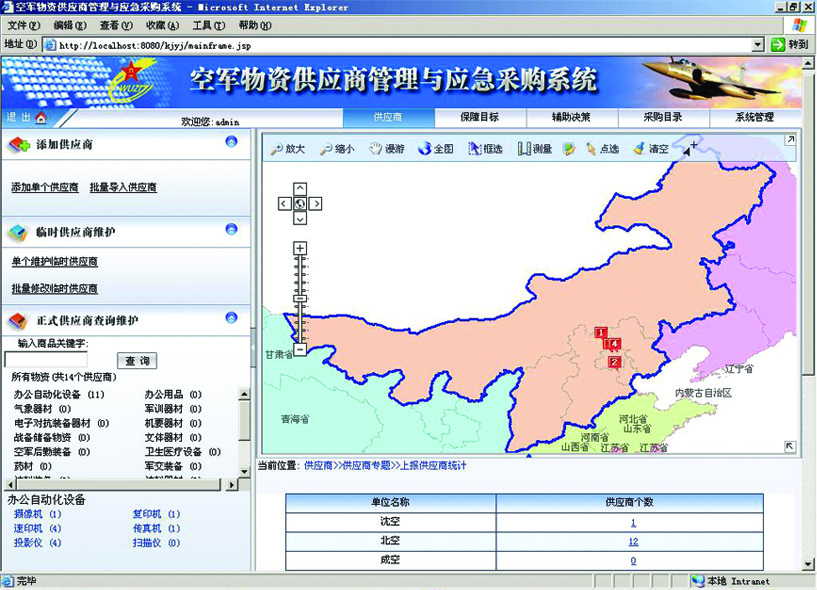 空军物资供应商管理与应急采购系统 - Microsoft Internet Explorer
文件(F) 编辑(E) 查看(V) 收藏(A) 工具(T) 帮助(H)
地址(D) http://localhost:8080/kjyj/mainframe.jsp 转到
WUZI 空军物资供应商管理与应急采购系统
退出 欢迎您:admin 供应商 保障目标 辅助决策 采购目录 系统管理
添加供应商
添加单个供应商 批量导入供应商
临时供应商维护
单个维护临时供应商
批量修改临时供应商
正式供应商查询维护
输入商品关键字:
查 询
所有物资(共14个供应商)
办公自动化设备 (11) 办公用品 (0)
气象器材 (0) 军训器材 (0)
电子对抗装备器材 (0) 机要器材 (0)
战备储备物资 (0) 文体器材 (0)
空军后勤装备 (0) 卫生医疗设备 (0)
药材 (0) 军交装备 (0)
办公自动化设备
摄像机 (1) 复印机 (1)
速印机 (4) 传真机 (1)
投影仪 (4) 扫描仪 (0)
放大 缩小 漫游 全图 框选 测量 点选 清空
1
4
2
甘肃省
辽宁省
内蒙古自治区
青海省
河北省
山东省
河南省
山西省 江苏省 江苏省
当前位置: 供应商>>供应商专题>>上报供应商统计
单位名称 供应商个数
沈空 1
北空 12
成空 0
完毕 本地 Intranet